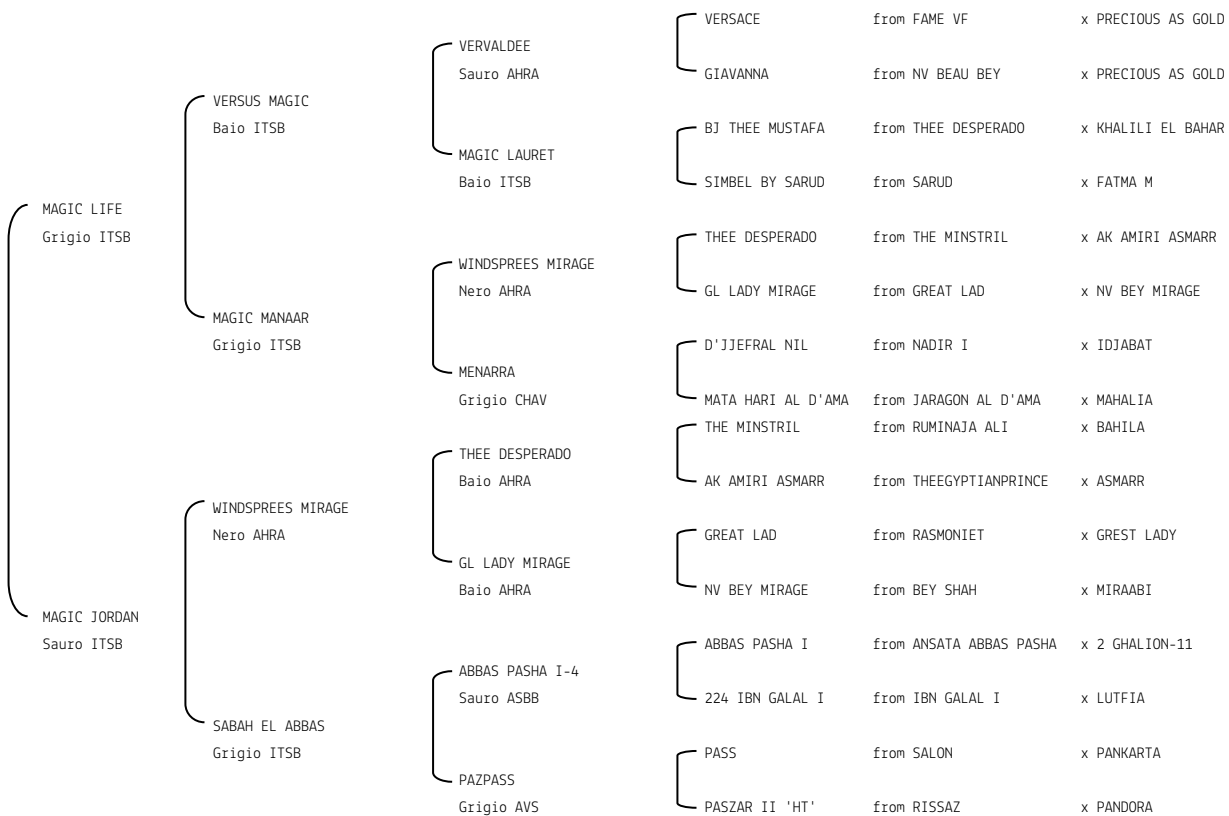 VERSACE from FAME VF x PRECIOUS AS GOLD
VERVALDEE
Sauro AHRA
GIAVANNA from NV BEAU BEY x PRECIOUS AS GOLD
VERSUS MAGIC
Baio ITSB
BJ THEE MUSTAFA from THEE DESPERADO x KHALILI EL BAHAR
MAGIC LAURET
Baio ITSB
SIMBEL BY SARUD from SARUD x FATMA M
MAGIC LIFE
Grigio ITSB
THEE DESPERADO from THE MINSTRIL x AK AMIRI ASMARR
WINDSPREES MIRAGE
Nero AHRA
GL LADY MIRAGE from GREAT LAD x NV BEY MIRAGE
MAGIC MANAAR
Grigio ITSB
D'JJEFRAL NIL from NADIR I x IDJABAT
MENARRA
Grigio CHAV
MATA HARI AL D'AMA from JARAGON AL D'AMA x MAHALIA
THE MINSTRIL from RUMINAJA ALI x BAHILA
THEE DESPERADO
Baio AHRA
AK AMIRI ASMARR from THEEGYPTIANPRINCE x ASMARR
WINDSPREES MIRAGE
Nero AHRA
GREAT LAD from RASMONIET x GREST LADY
GL LADY MIRAGE
Baio AHRA
NV BEY MIRAGE from BEY SHAH x MIRAABI
MAGIC JORDAN
Sauro ITSB
ABBAS PASHA I from ANSATA ABBAS PASHA x 2 GHALION-11
ABBAS PASHA I-4
Sauro ASBB
224 IBN GALAL I from IBN GALAL I x LUTFIA
SABAH EL ABBAS
Grigio ITSB
PASS from SALON x PANKARTA
PAZPASS
Grigio AVS
PASZAR II 'HT' from RISSAZ x PANDORA